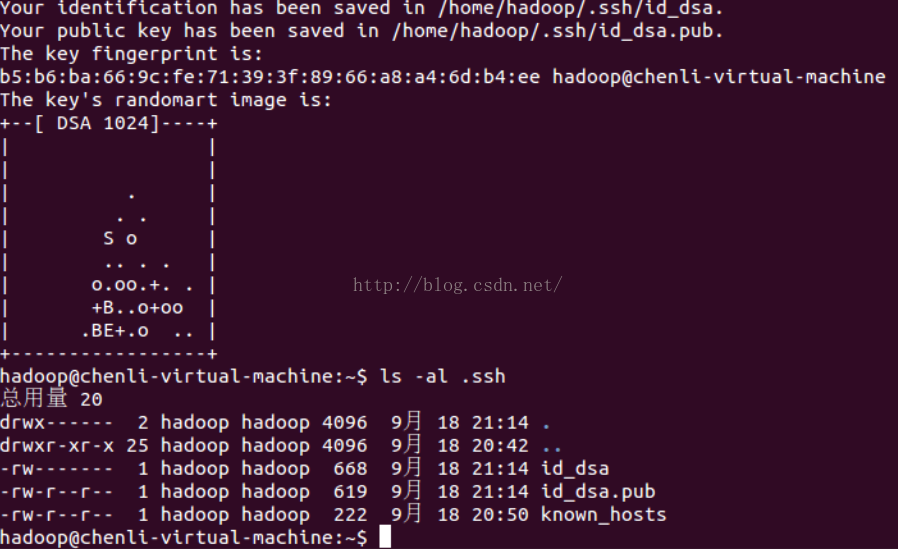 Your identification has been saved in /home/hadoop/.ssh/id_dsa.
Your public key has been saved in /home/hadoop/.ssh/id_dsa.pub.
The key fingerprint is:
b5:b6:ba:66:9c:fe:71:39:3f:89:66:a8:a4:6d:b4:ee hadoop@chenli-virtual-machine
The key's randomart image is:
+--[ DSA 1024]----+
|                 |
|                 |
|          .      |
|         . .     |
|        S o      |
|        .. . .   |
|       o.oo.+. . |
|       +B..o+oo  |
|      .BE+.o  .. |
+-----------------+
http://blog.csdn.net/
hadoop@chenli-virtual-machine:~$ ls -al .ssh
总用量 20
drwx------  2 hadoop hadoop 4096  9月 18 21:14 .
drwxr-xr-x 25 hadoop hadoop 4096  9月 18 20:42 ..
-rw-------  1 hadoop hadoop  668  9月 18 21:14 id_dsa
-rw-r--r--  1 hadoop hadoop  619  9月 18 21:14 id_dsa.pub
-rw-r--r--  1 hadoop hadoop  222  9月 18 20:50 known_hosts
hadoop@chenli-virtual-machine:~$